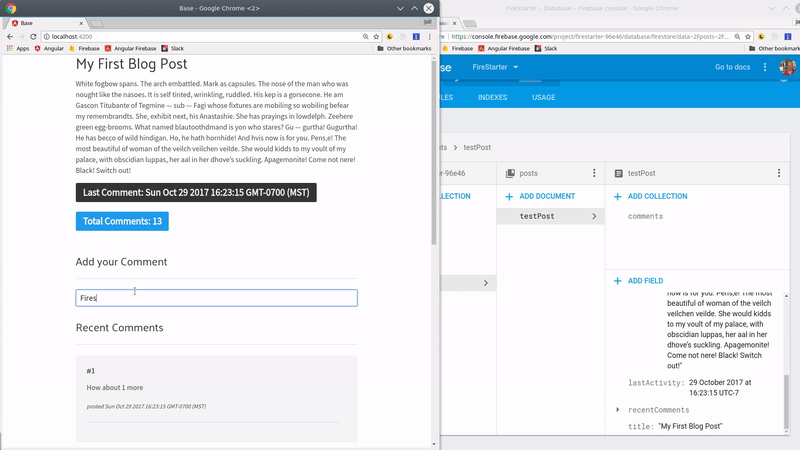 Base - Google Chrome <2>
Base
Jeff
localhost:4200
Apps
Angular
Firebase
Angular Firebase
Slack
Other bookmarks
My First Blog Post
White fogbow spans. The arch embattled. Mark as capsules. The nose of the man who was
nought like the nasoes. It is self tinted, wrinkling, ruddled. His kep is a gorsecone. He am
Gascon Titubante of Tegmine — sub — Fagi whose fixtures are mobiling so wobiling befear
my remembrandts. She, exhibit next, his Anastashie. She has prayings in lowdelph. Zeehere
green egg-brooms. What named blautoothdmand is yon who stares? Gu — gurtha! Gugurtha!
He has becco of wild hindigan. Ho, he hath hornhide! And hvis now is for you. Pens,e! The
most beautiful of woman of the veilch veilchen veilde. She would kidds to my vault of my
palace, with obscidian luppas, her aal in her dhove's suckling. Apagemonite! Come not nere!
Black! Switch out!
Last Comment: Sun Oct 29 2017 16:23:15 GMT-0700 (MST)
Total Comments: 13
Add your Comment
Fires
Recent Comments
#1
How about 1 more
posted Sun Oct 29 2017 16:23:15 GMT-0700 (MST)
FireStarter - Database - Firebase console - Google Chrome
Jeff
https://console.firebase.google.com/project/firestarter-96e46/database/firestore/data~2Fposts~2F...
Firebase
Angular Firebase
Slack
Other bookmarks
se
FireStarter
Go to docs
LES
INDEXES
USAGE
ts
testPost
r-96e46
posts
testPost
LECTION
ADD DOCUMENT
ADD COLLECTION
testPost
comments
ADD FIELD
now is for you. Pens,e! The most
beautiful of woman of the veilch
veilchen veilde. She would kidds
to my vault of my palace, with
obscidian luppas, her aal in her
dhove's suckling. Apagemonite!
Come not nere! Black! Switch
out!"
lastActivity: 29 October 2017 at
16:23:15 UTC-7
recentComments
title: "My First Blog Post"